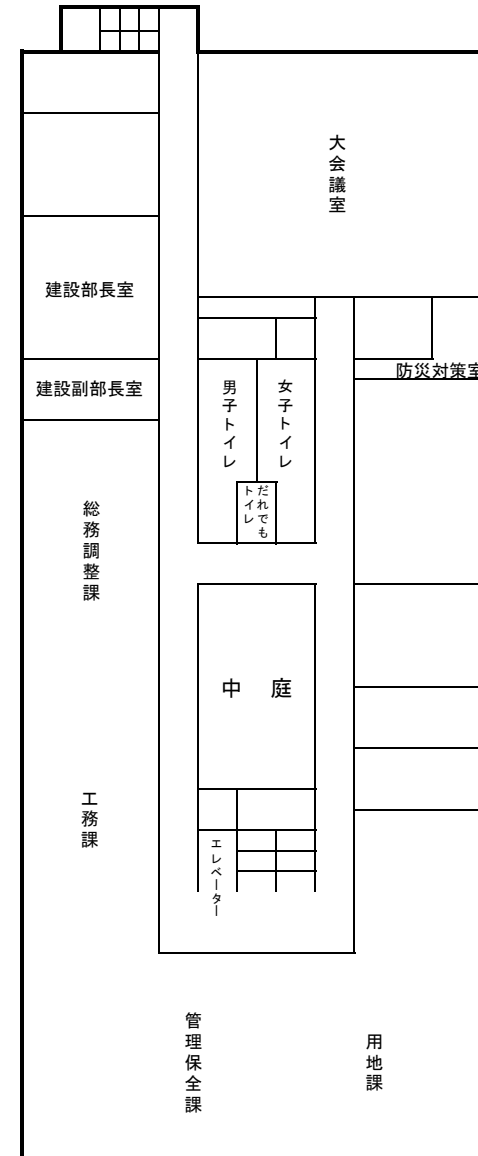 大会議室
建設部長室
防災対策室
建設副部長室
男子トイレ
女子トイレ
だれでも
トイレ
総務調整課
中　庭
工務課
エレベーター
管理保全課
用地課